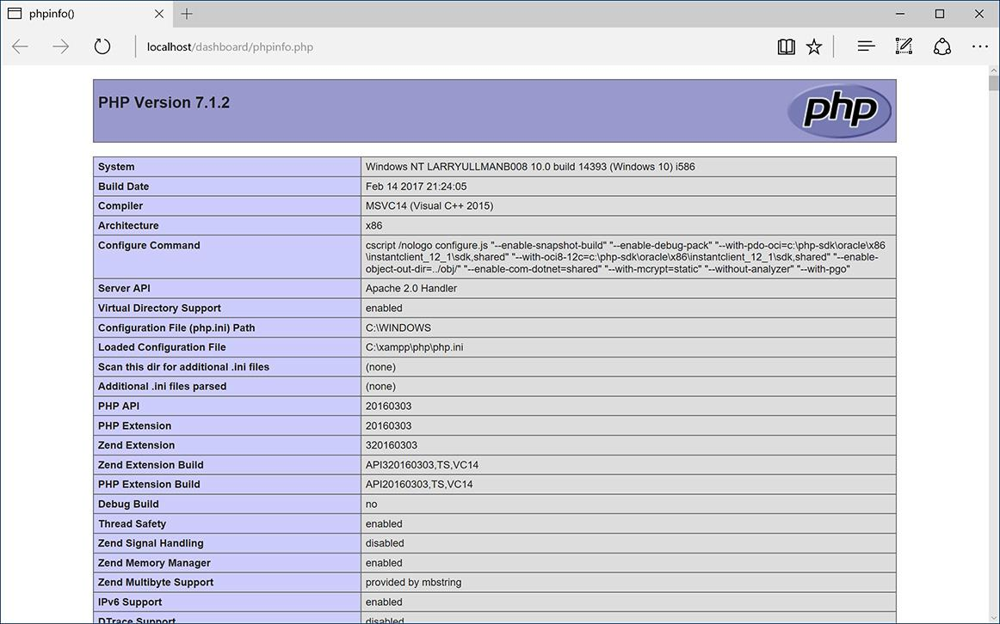 phpinfo()
localhost/dashboard/phpinfo.php
PHP Version 7.1.2
php
System Windows NT LARRYULLMANB008 10.0 build 14393 (Windows 10) i586
Build Date Feb 14 2017 21:24:05
Compiler MSVC14 (Visual C++ 2015)
Architecture x86
Configure Command cscript /nologo configure.js "--enable-snapshot-build" "--enable-debug-pack" "--with-pdo-oci=c:\php-sdk\oracle\x86
\instantclient_12_1\sdk,shared" "--with-oci8-12c=c:\php-sdk\oracle\x86\instantclient_12_1\sdk,shared" "--enable-
object-out-dir=../obj/" "--enable-com-dotnet=shared" "--with-mcrypt=static" "--without-analyzer" "--with-pgo"
Server API Apache 2.0 Handler
Virtual Directory Support enabled
Configuration File (php.ini) Path C:\WINDOWS
Loaded Configuration File C:\xampp\php\php.ini
Scan this dir for additional .ini files (none)
Additional .ini files parsed (none)
PHP API 20160303
PHP Extension 20160303
Zend Extension 320160303
Zend Extension Build API320160303,TS,VC14
PHP Extension Build API20160303,TS,VC14
Debug Build no
Thread Safety enabled
Zend Signal Handling disabled
Zend Memory Manager enabled
Zend Multibyte Support provided by mbstring
IPv6 Support enabled
DTrace Support disabled